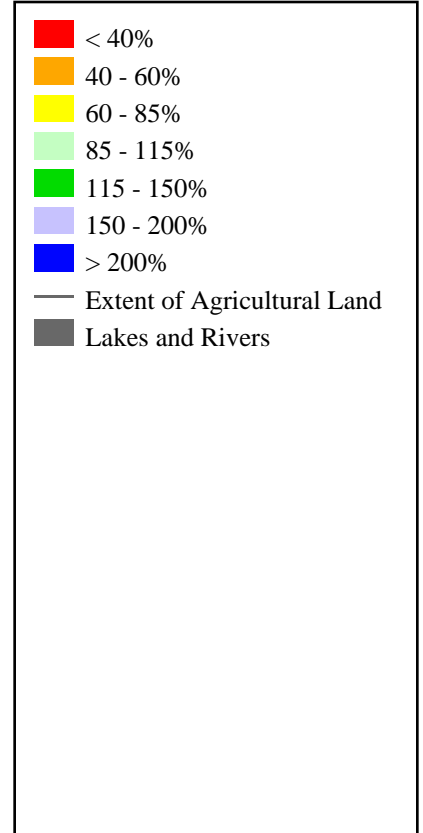 < 40%
40 - 60%
60 - 85%
85 - 115%
115 - 150%
150 - 200%
> 200%
Extent of Agricultural Land
Lakes and Rivers